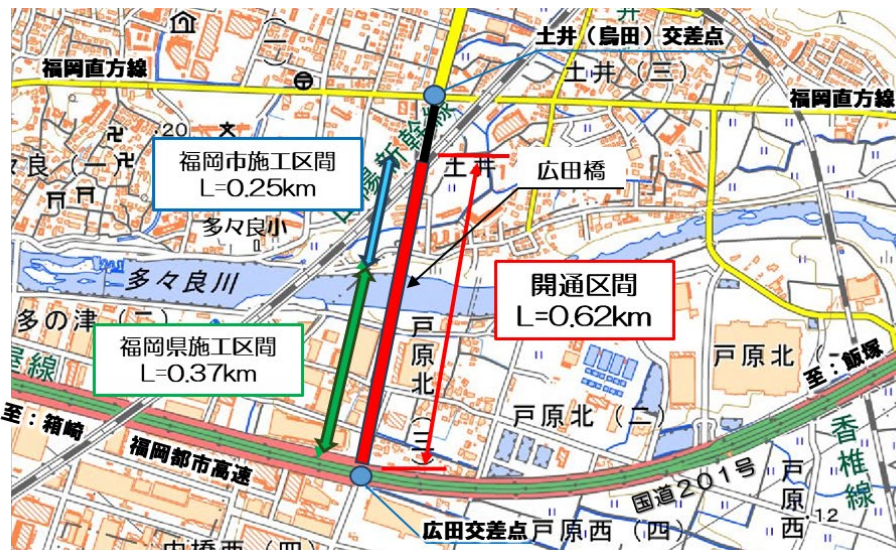 土井（鳥田）交差点
福岡直方線
土井（三）
福岡直方線
20
福岡市施工区間
L=0.25km
土井
広田橋
多々良小
多々良川
開通区間
L=0.62km
多の津（二）
福岡県施工区間
L=0.37km
戸原北（三）
戸原北
至：飯塚
至：箱崎
戸原北（二）
福岡都市高速
香椎線
国道201号
戸原西
12
広田交差点
戸原西（四）